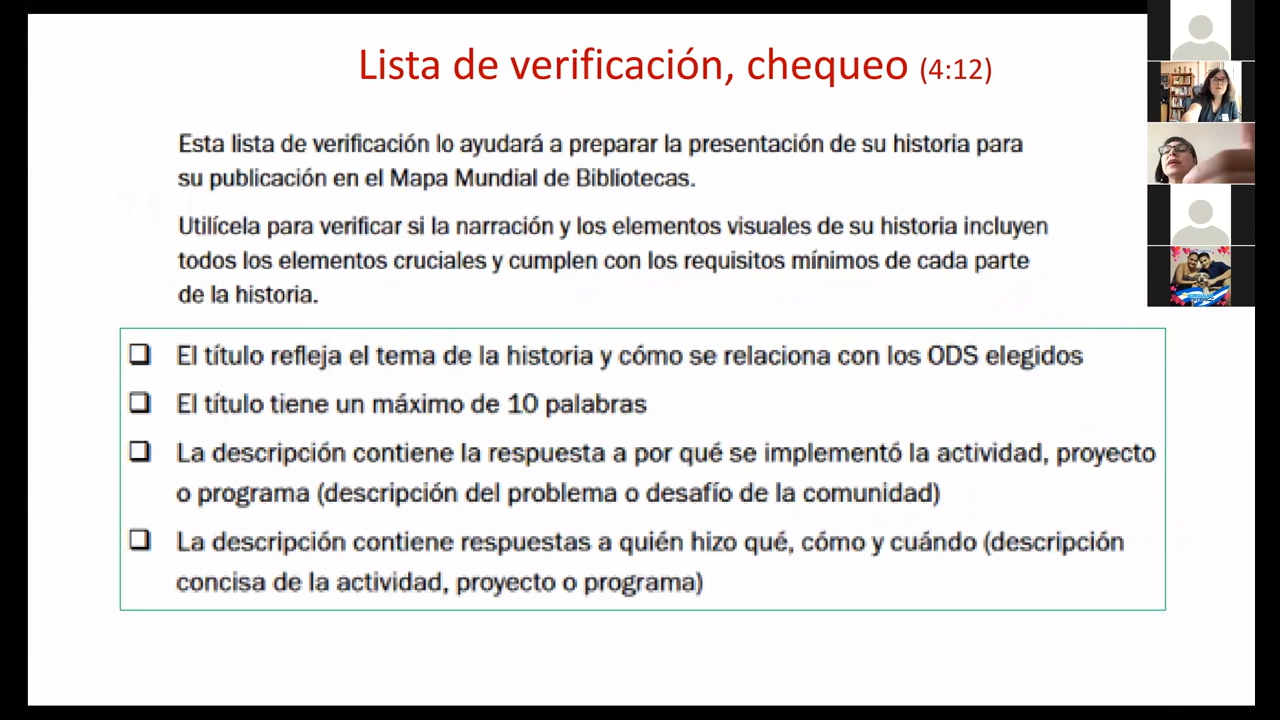 Lista de verificación, chequeo (4:12)
Esta lista de verificación lo ayudará a preparar la presentación de su historia para
su publicación en el Mapa Mundial de Bibliotecas.
Utilícela para verificar si la narración y los elementos visuales de su historia incluyen
todos los elementos cruciales y cumplen con los requisitos mínimos de cada parte
de la historia.
El título refleja el tema de la historia y cómo se relaciona con los ODS elegidos
El título tiene un máximo de 10 palabras
La descripción contiene la respuesta a por qué se implementó la actividad, proyecto
o programa (descripción del problema o desafío de la comunidad)
La descripción contiene respuestas a quién hizo qué, cómo y cuándo (descripción
concisa de la actividad, proyecto o programa)